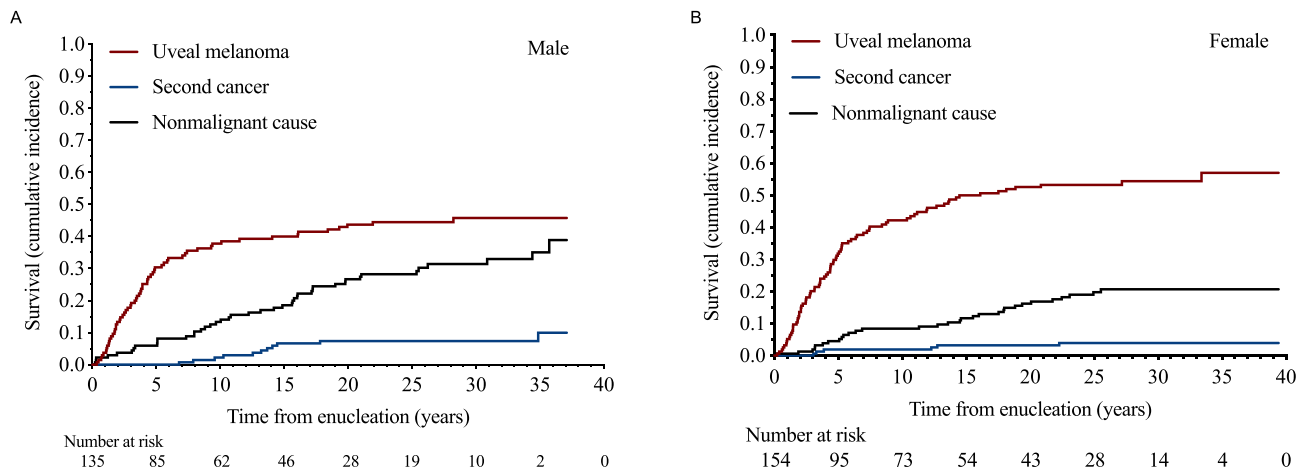 A
Male
Uveal melanoma
Second cancer
Nonmalignant cause
Survival (cumulative incidence)
1.0
0.9
0.8
0.7
0.6
0.5
0.4
0.3
0.2
0.1
0.0
0 5 10 15 20 25 30 35 40
Time from enucleation (years)
Number at risk
135 85 62 46 28 19 10 2 0
B
Female
Uveal melanoma
Second cancer
Nonmalignant cause
Survival (cumulative incidence)
1.0
0.9
0.8
0.7
0.6
0.5
0.4
0.3
0.2
0.1
0.0
0 5 10 15 20 25 30 35 40
Time from enucleation (years)
Number at risk
154 95 73 54 43 28 14 4 0